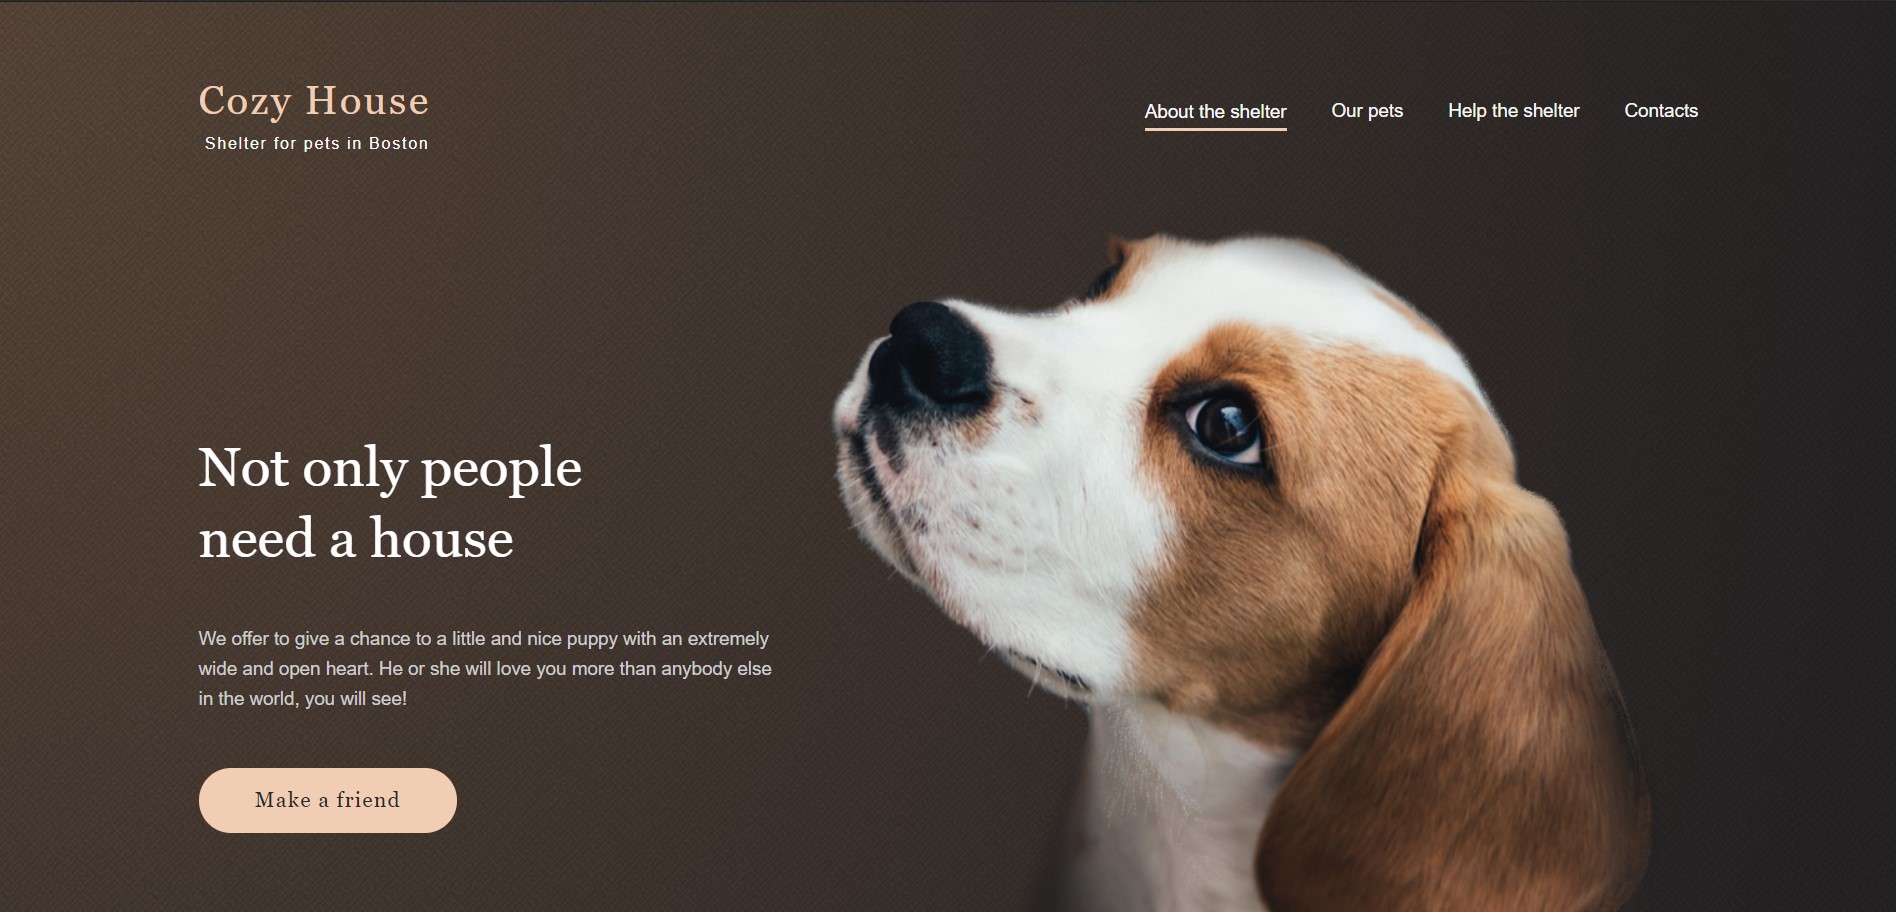 Cozy House
Shelter for pets in Boston
About the shelter
Our pets
Help the shelter
Contacts
Not only people
need a house
We offer to give a chance to a little and nice puppy with an extremely
wide and open heart. He or she will love you more than anybody else
in the world, you will see!
Make a friend